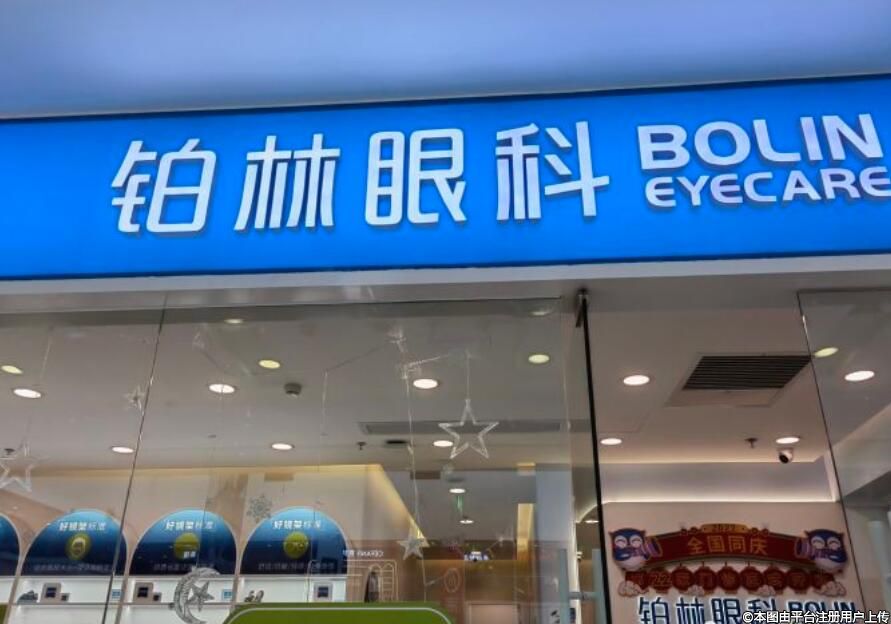 铂林眼科
BOLIN
EYECARE
好镜架标准
好镜架标准
好镜架标准
全国同庆
铂林眼科 BOLIN
©本图由平台注册用户上传